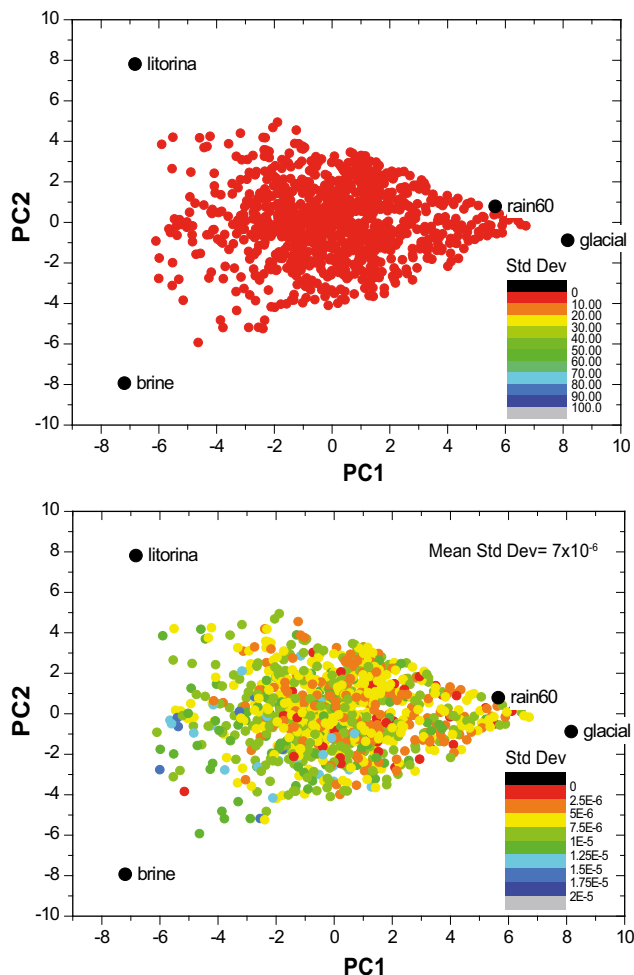 10
8
litorina
6
4
2
PC2
0
rain60
glacial
-2
Std Dev
-4
0
10.00
20.00
30.00
40.00
50.00
60.00
70.00
80.00
90.00
100.0
-6
-8
brine
-10
-8 -6 -4 -2 0 2 4 6 8 10
PC1
10
8
litorina
Mean Std Dev= 7x10⁻⁶
6
4
2
PC2
0
rain60
glacial
-2
Std Dev
-4
0
2.5E-6
5E-6
7.5E-6
1E-5
1.25E-5
1.5E-5
1.75E-5
2E-5
-6
-8
brine
-10
-8 -6 -4 -2 0 2 4 6 8 10
PC1